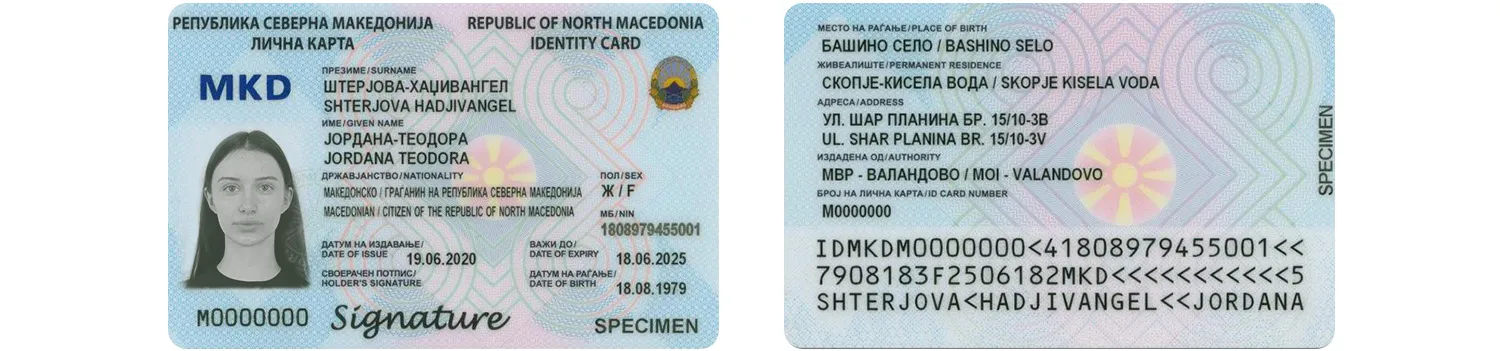 РЕПУБЛИКА СЕВЕРНА МАКЕДОНИЈА REPUBLIC OF NORTH MACEDONIA
ЛИЧНА КАРТА IDENTITY CARD
MKD
ПРЕЗИМЕ/SURNAME
ШТЕРЈОВА-ХАЏИВАНГЕЛ
SHTERJOVA HADJIVANGEL
ИМЕ/GIVEN NAME
ЈОРДАНА-ТЕОДОРА
JORDANA TEODORA
ДРЖАВЈАНСТВО/NATIONALITY ПОЛ/SEX
МАКЕДОНСКО / ГРАЃАНИН НА РЕПУБЛИКА СЕВЕРНА МАКЕДОНИЈА Ж / F
MACEDONIAN / CITIZEN OF THE REPUBLIC OF NORTH MACEDONIA МБ/NIN
1808979455001
ДАТУМ НА ИЗДАВАЊЕ/ ВАЖИ ДО/
DATE OF ISSUE 19.06.2020 DATE OF EXPIRY 18.06.2025
СВОЕРАЧЕН ПОТПИС/ ДАТУМ НА РАЃАЊЕ/
HOLDER'S SIGNATURE DATE OF BIRTH 18.08.1979
M0000000 Signature SPECIMEN
МЕСТО НА РАЃАЊЕ/PLACE OF BIRTH
БАШИНО СЕЛО / BASHINO SELO
ЖИВЕАЛИШТЕ/PERMANENT RESIDENCE
СКОПЈЕ-КИСЕЛА ВОДА / SKOPJE KISELA VODA
АДРЕСА/ADDRESS
УЛ. ШАР ПЛАНИНА БР. 15/10-3В
UL. SHAR PLANINA BR. 15/10-3V
ИЗДАДЕНА ОД/AUTHORITY
МВР - ВАЛАНДОВО / MOI - VALANDOVO
БРОЈ НА ЛИЧНА КАРТА/ID CARD NUMBER
M0000000
SPECIMEN
IDMKDM0000000<41808979455001<<
7908183F2506182MKD<<<<<<<<<<<5
SHTERJOVA<HADJIVANGEL<<JORDANA